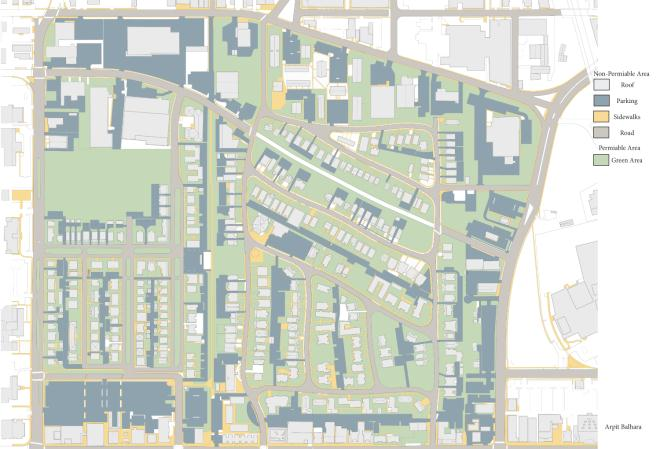 Non-Permiable Area
Roof
Parking
Sidewalks
Road
Permiable Area
Green Area
Arpit Balhara